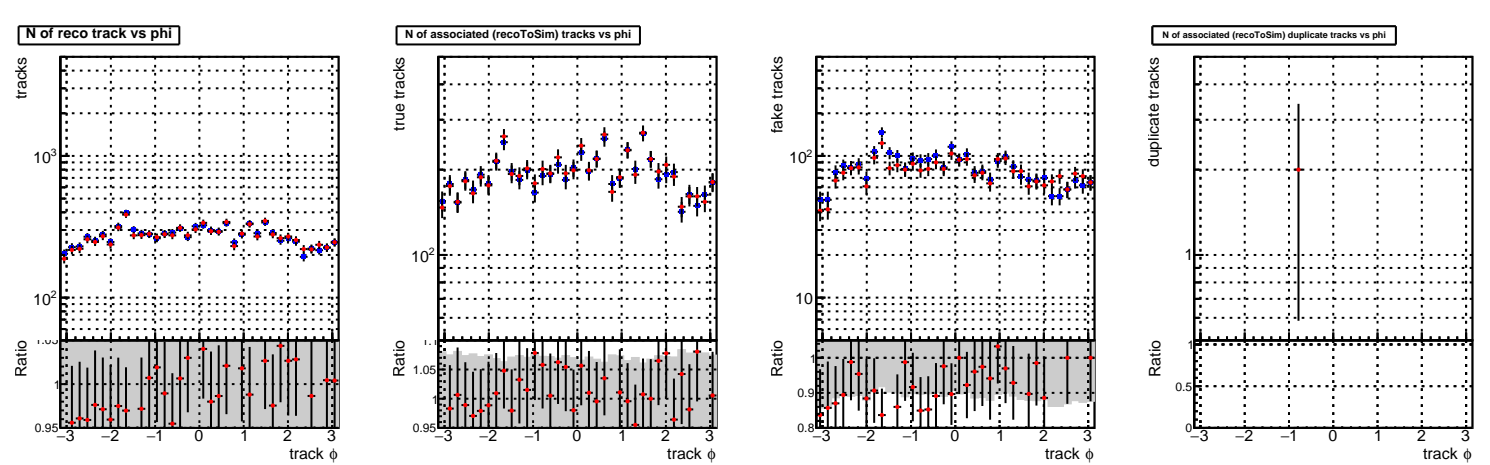 N of reco track vs phi
tracks
10³
10²
Ratio
1
0.95
−3 −2 −1 0 1 2 3
track ϕ
N of associated (recoToSim) tracks vs phi
true tracks
10²
Ratio
1.1
1.05
1
0.95
−3 −2 −1 0 1 2 3
track ϕ
fake tracks
10²
10
Ratio
1
0.9
0.8
−3 −2 −1 0 1 2 3
track ϕ
N of associated (recoToSim) duplicate tracks vs phi
duplicate tracks
1
Ratio
1
0.5
0
−3 −2 −1 0 1 2 3
track ϕ